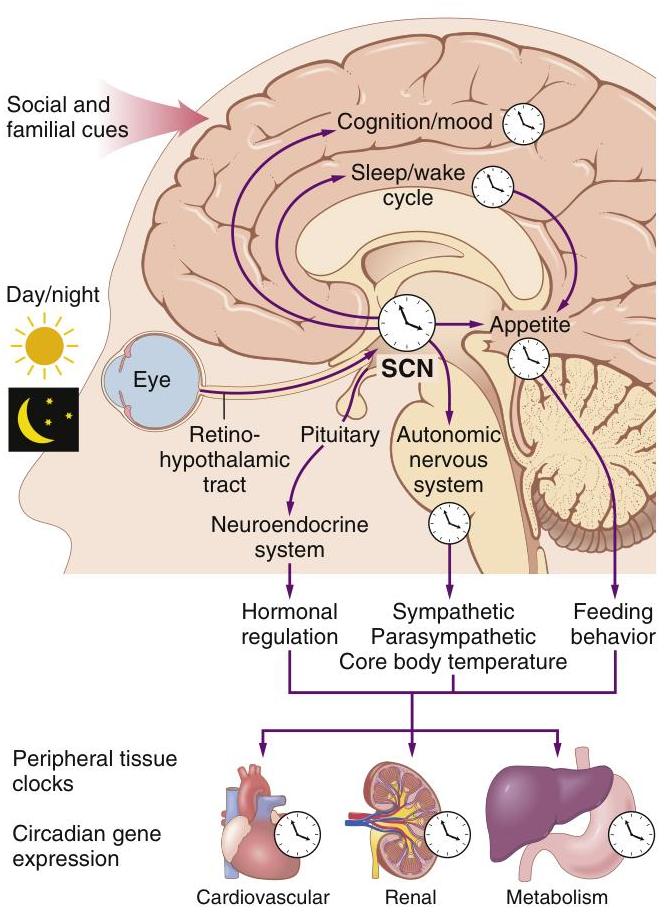 Social and
familial cues
Cognition/mood
Sleep/wake
cycle
Day/night
Appetite
SCN
Eye
Retino-
hypothalamic
tract
Pituitary
Autonomic
nervous
system
Neuroendocrine
system
Hormonal
regulation
Sympathetic
Parasympathetic
Core body temperature
Feeding
behavior
Peripheral tissue
clocks
Circadian gene
expression
Cardiovascular
Renal
Metabolism